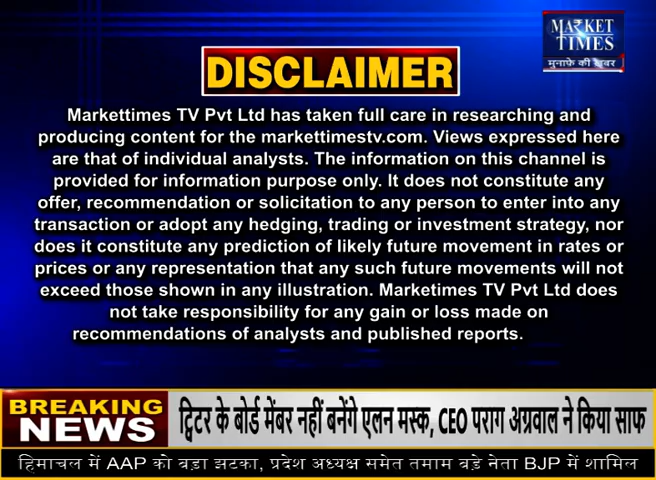 MARKET
TIMES
मुनाफे की खबर
DISCLAIMER
Markettimes TV Pvt Ltd has taken full care in researching and
producing content for the markettimestv.com. Views expressed here
are that of individual analysts. The information on this channel is
provided for information purpose only. It does not constitute any
offer, recommendation or solicitation to any person to enter into any
transaction or adopt any hedging, trading or investment strategy, nor
does it constitute any prediction of likely future movement in rates or
prices or any representation that any such future movements will not
exceed those shown in any illustration. Marketimes TV Pvt Ltd does
not take responsibility for any gain or loss made on
recommendations of analysts and published reports.
BREAKING
NEWS
ट्विटर के बोर्ड मेंबर नहीं बनेंगे एलन मस्क, CEO पराग अग्रवाल ने किया साफ
हिमाचल में AAP को बड़ा झटका, प्रदेश अध्यक्ष समेत तमाम बड़े नेता BJP में शामिल